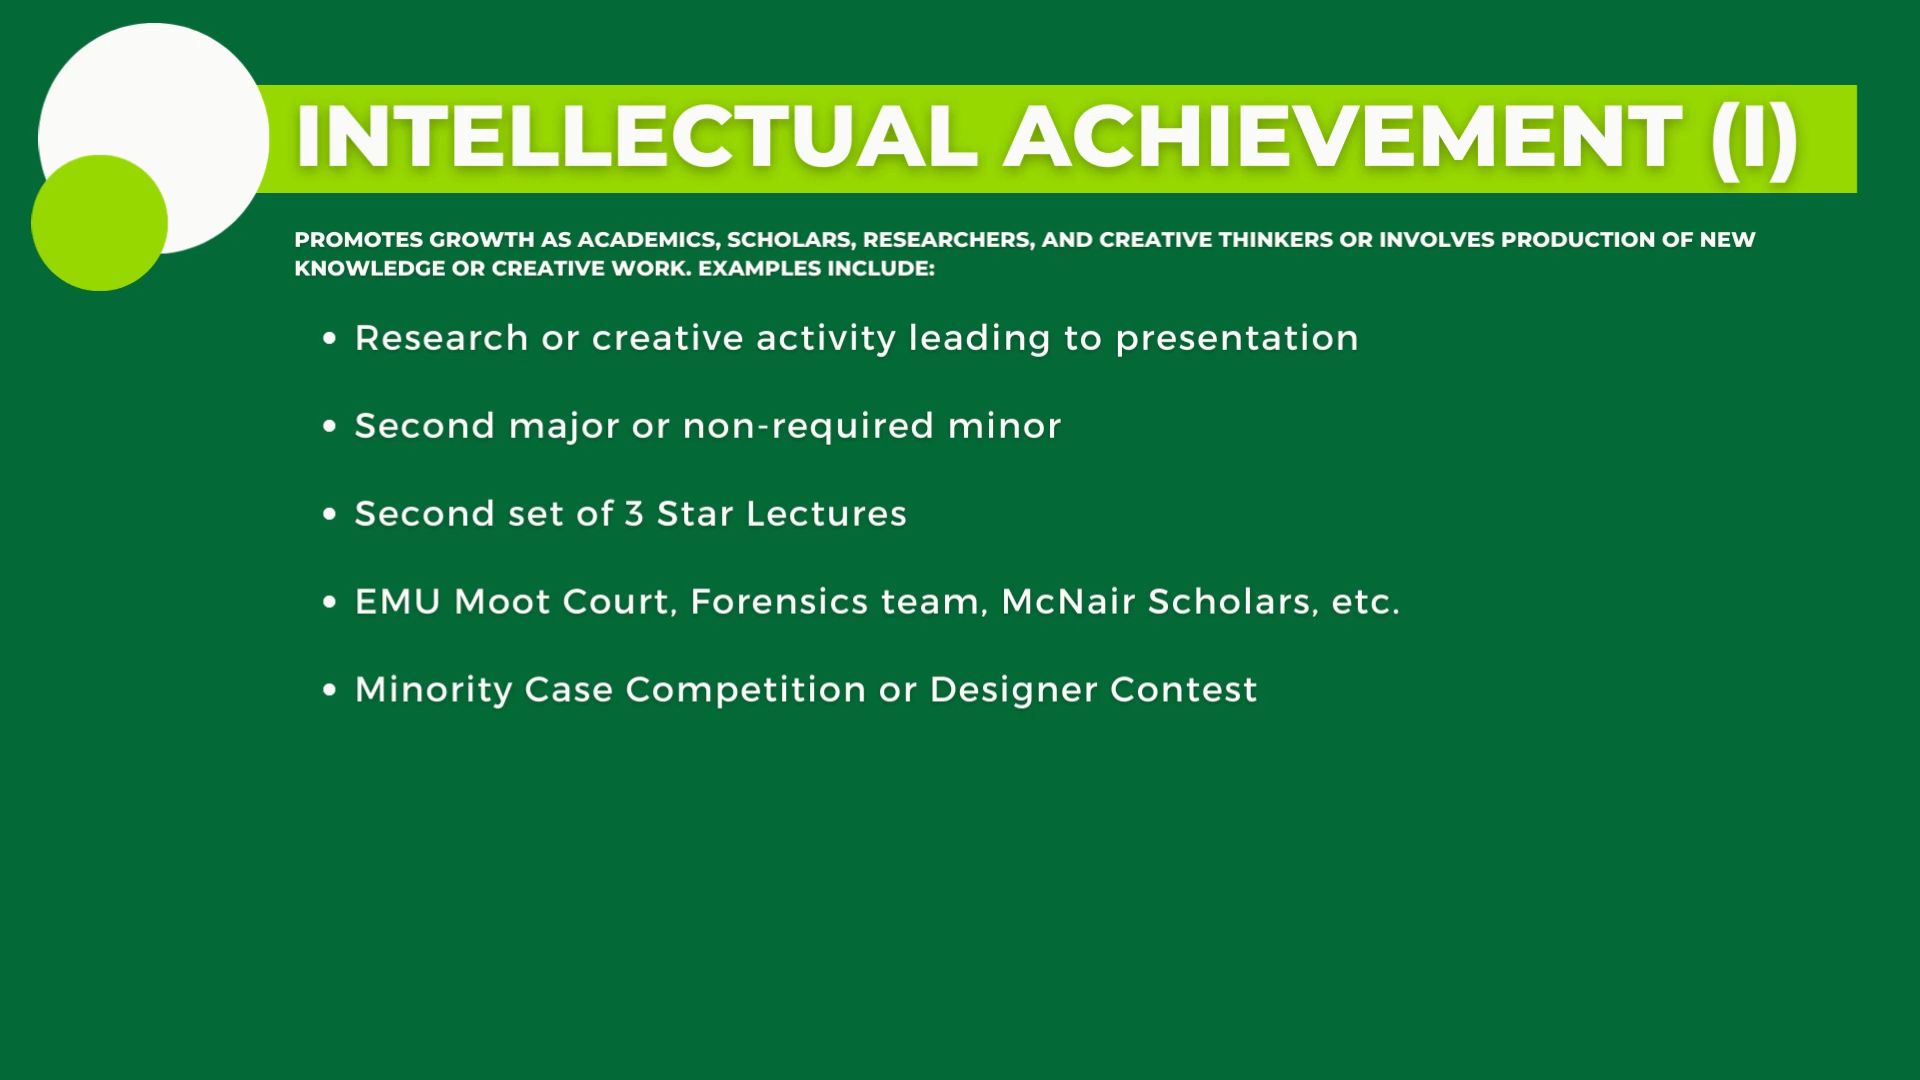 INTELLECTUAL ACHIEVEMENT (I)
PROMOTES GROWTH AS ACADEMICS, SCHOLARS, RESEARCHERS, AND CREATIVE THINKERS OR INVOLVES PRODUCTION OF NEW
KNOWLEDGE OR CREATIVE WORK. EXAMPLES INCLUDE:
• Research or creative activity leading to presentation
• Second major or non-required minor
• Second set of 3 Star Lectures
• EMU Moot Court, Forensics team, McNair Scholars, etc.
• Minority Case Competition or Designer Contest